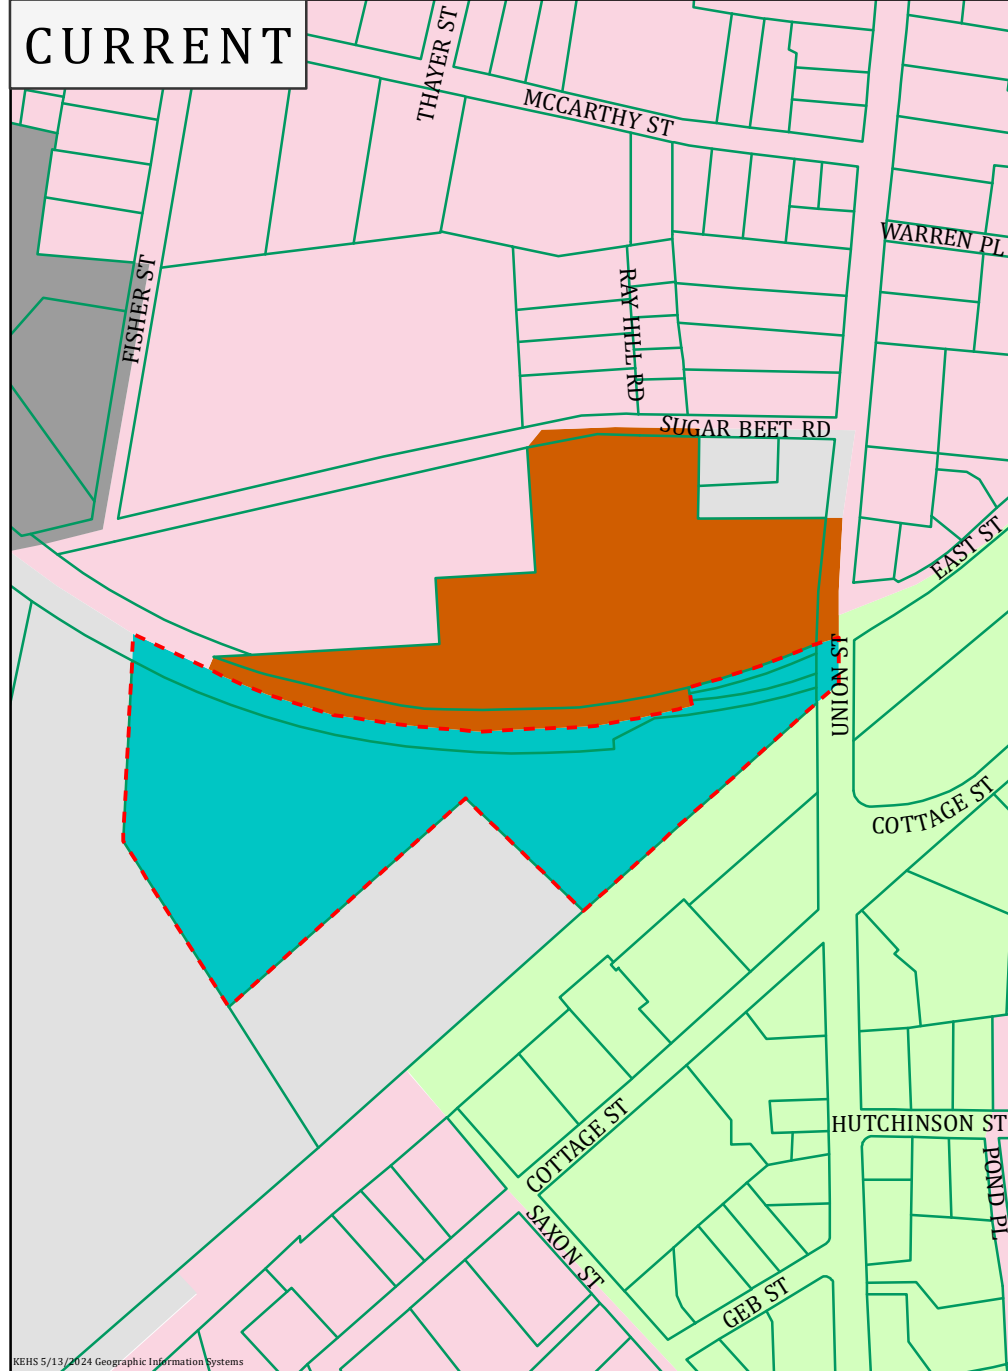 CURRENT
THAYER ST
MCCARTHY ST
WARREN PL
FISHER ST
RAY HILL RD
SUGAR BEET RD
EAST ST
UNION ST
COTTAGE ST
COTTAGE ST
HUTCHINSON ST
POND PL
SAXON ST
GEB ST
KEHS 5/13/2024 Geographic Information Systems